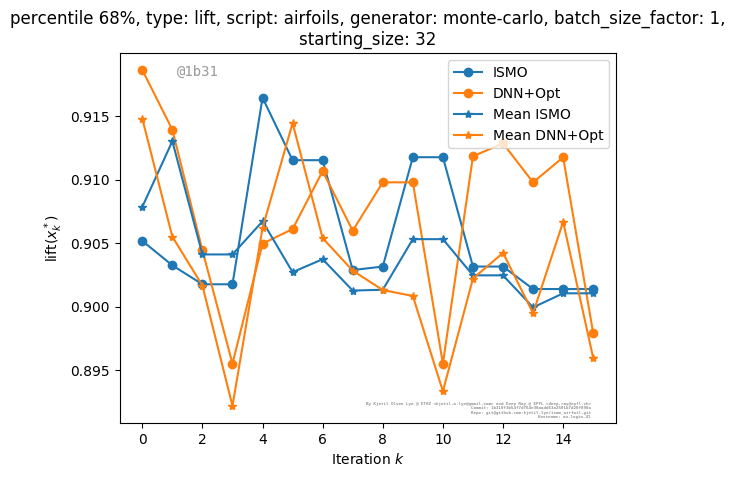 percentile 68%, type: lift, script: airfoils, generator: monte-carlo, batch_size_factor: 1,
starting_size: 32
@1b31
ISMO
DNN+Opt
Mean ISMO
Mean DNN+Opt
0.915
0.910
0.905
0.900
0.895
lift(x_k^*)
0 2 4 6 8 10 12 14
Iteration k